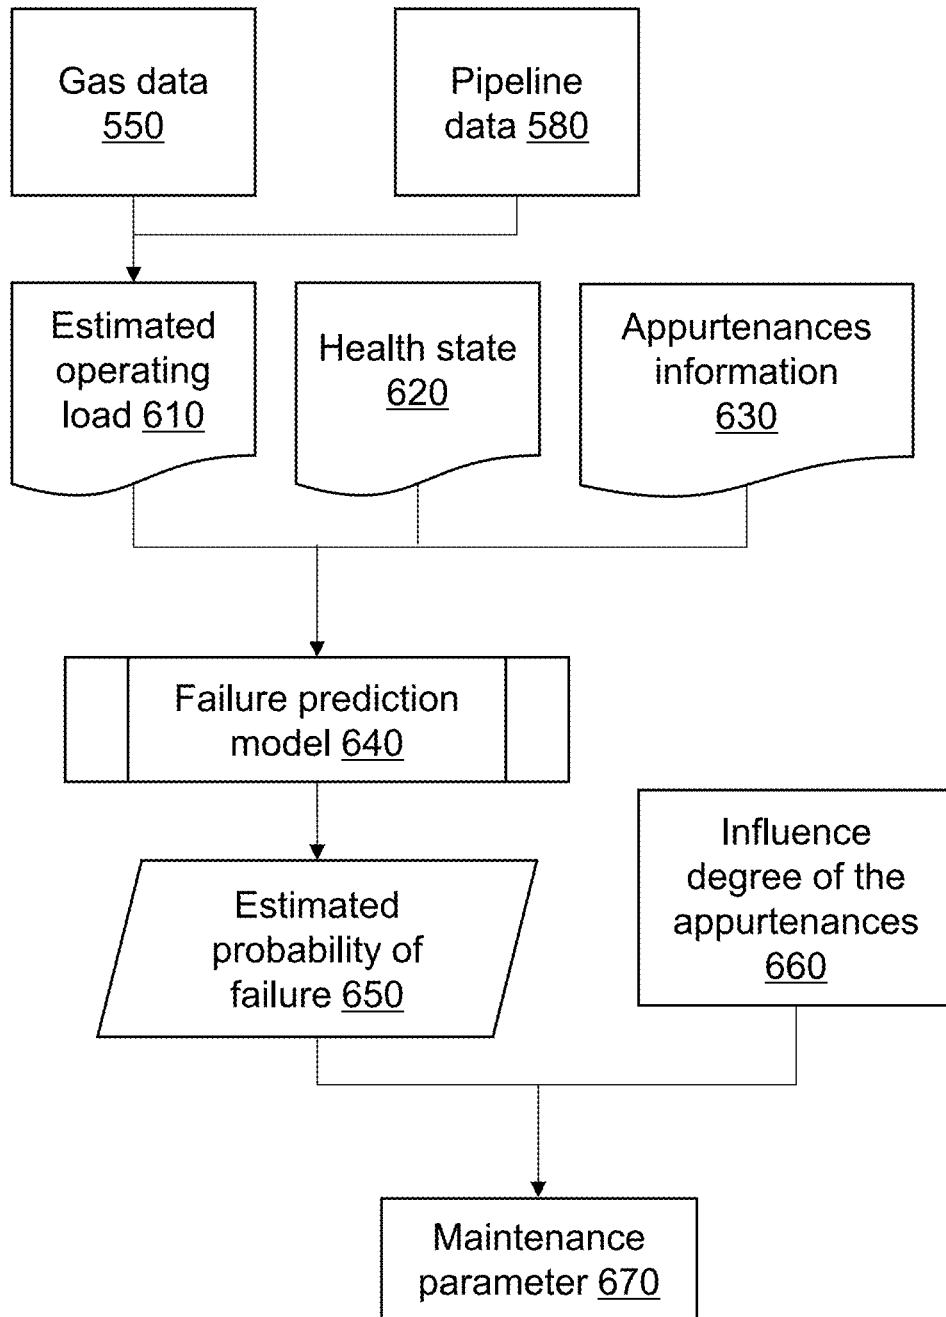 Gas data
550
Pipeline
data 580
Estimated
operating
load 610
Health state
620
Appurtenances
information
630
Failure prediction
model 640
Estimated
probability of
failure 650
Influence
degree of the
appurtenances
660
Maintenance
parameter 670